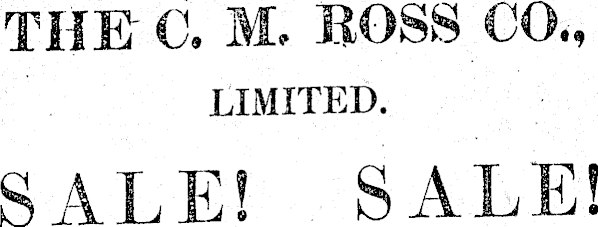 THE C. M. ROSS CO.,
LIMITED.
SALE! SALE!